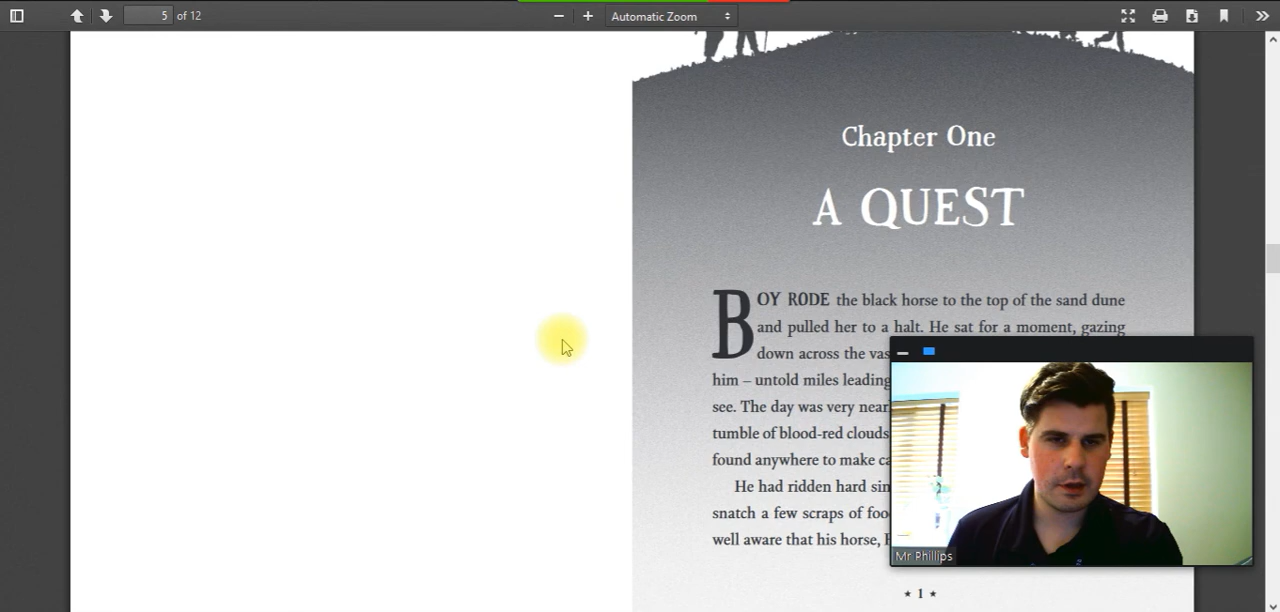 5 of 12
Automatic Zoom
Chapter One
A QUEST
BOY RODE the black horse to the top of the sand dune
and pulled her to a halt. He sat for a moment, gazing
down across the vas
him – untold miles leading
see. The day was very near
tumble of blood-red clouds
found anywhere to make ca
He had ridden hard sin
snatch a few scraps of foo
well aware that his horse,
Mr Phillips
★ 1 ★